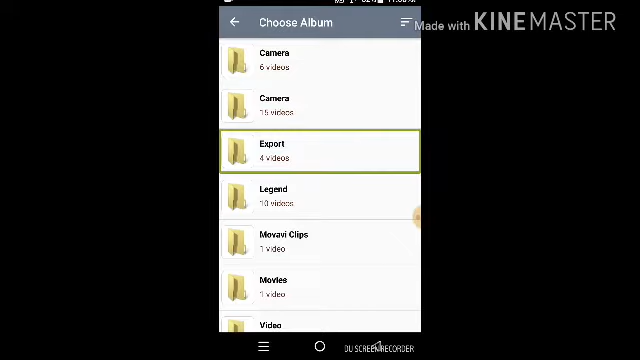 Choose Album
Made with KINEMASTER
Camera
6 videos
Camera
15 videos
Export
4 videos
Legend
10 videos
Movavi Clips
1 video
Movies
1 video
Video
DU SCREEN RECORDER